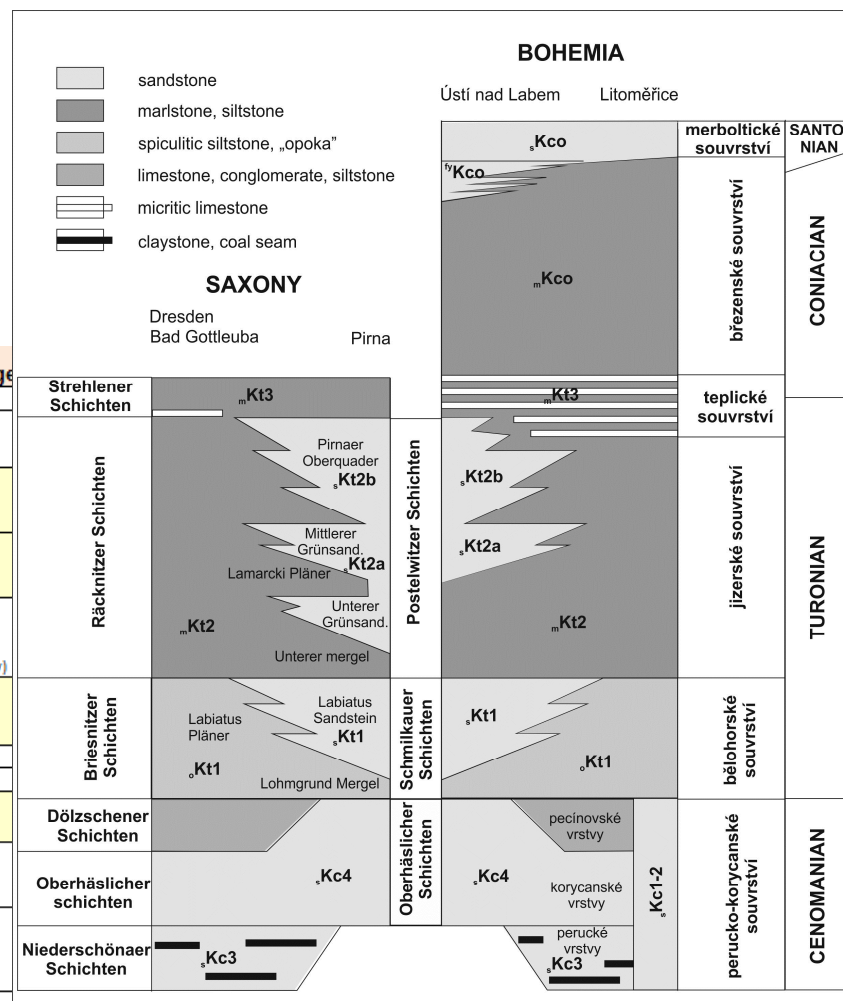 sandstone
marlstone, siltstone
spiculitic siltstone, „opoka”
limestone, conglomerate, siltstone
micritic limestone
claystone, coal seam
BOHEMIA
Ústí nad Labem
Litoměřice
SAXONY
Dresden
Bad Gottleuba
Pirna
sKco
fyKco
mKco
merboltické
souvrství
SANTO
NIAN
březenské souvrství
CONIACIAN
Strehlener
Schichten
mKt3
mKt3
teplické
souvrství
Räcknitzer Schichten
Pirnaer
Oberquader
sKt2b
Mittlerer
Grünsand.
sKt2a
Lamarcki Pläner
Unterer
Grünsand.
mKt2
Unterer mergel
Postelwitzer Schichten
sKt2b
sKt2a
mKt2
jizerské souvrství
TURONIAN
Briesnitzer
Schichten
Labiatus
Pläner
oKt1
Labiatus
Sandstein
sKt1
Lohmgrund Mergel
Schmilkauer
Schichten
sKt1
oKt1
bělohorské
souvrství
Dölzschener
Schichten
Oberhäslicher
schichten
Niederschönaer
Schichten
sKc4
sKc3
Oberhäslicher
Schichten
sKc4
pecínovské
vrstvy
korycanské
vrstvy
perucké
vrstvy
sKc3
sKc1-2
perucko-korycanské
souvrství
CENOMANIAN